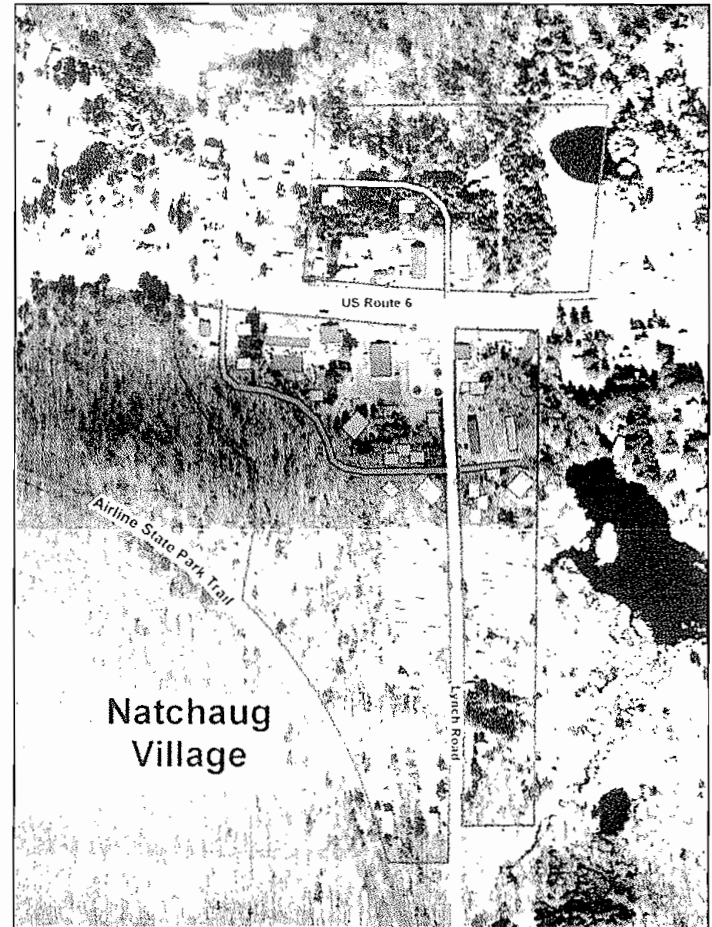 US Route 6
Airline State Park Trail
Natchaug
Village
Lynch Road